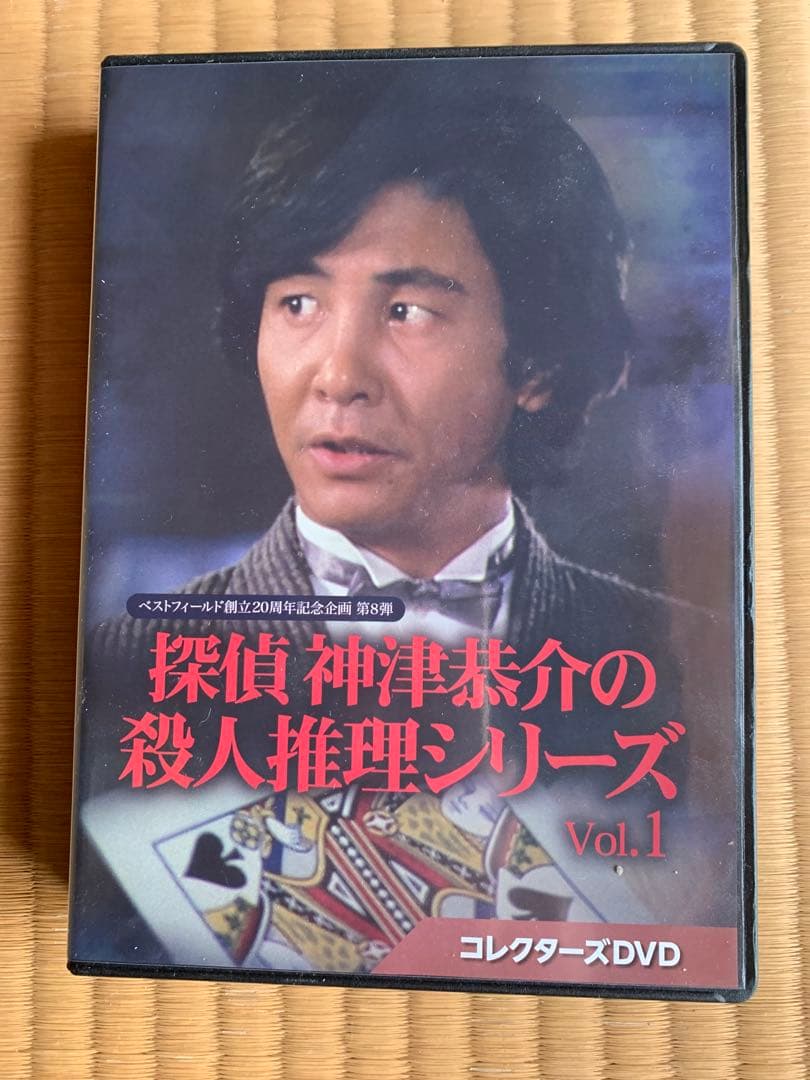 ベストフィールド創立20周年記念企画 第8弾
探偵 神津恭介の
殺人推理シリーズ
Vol.1
コレクターズDVD